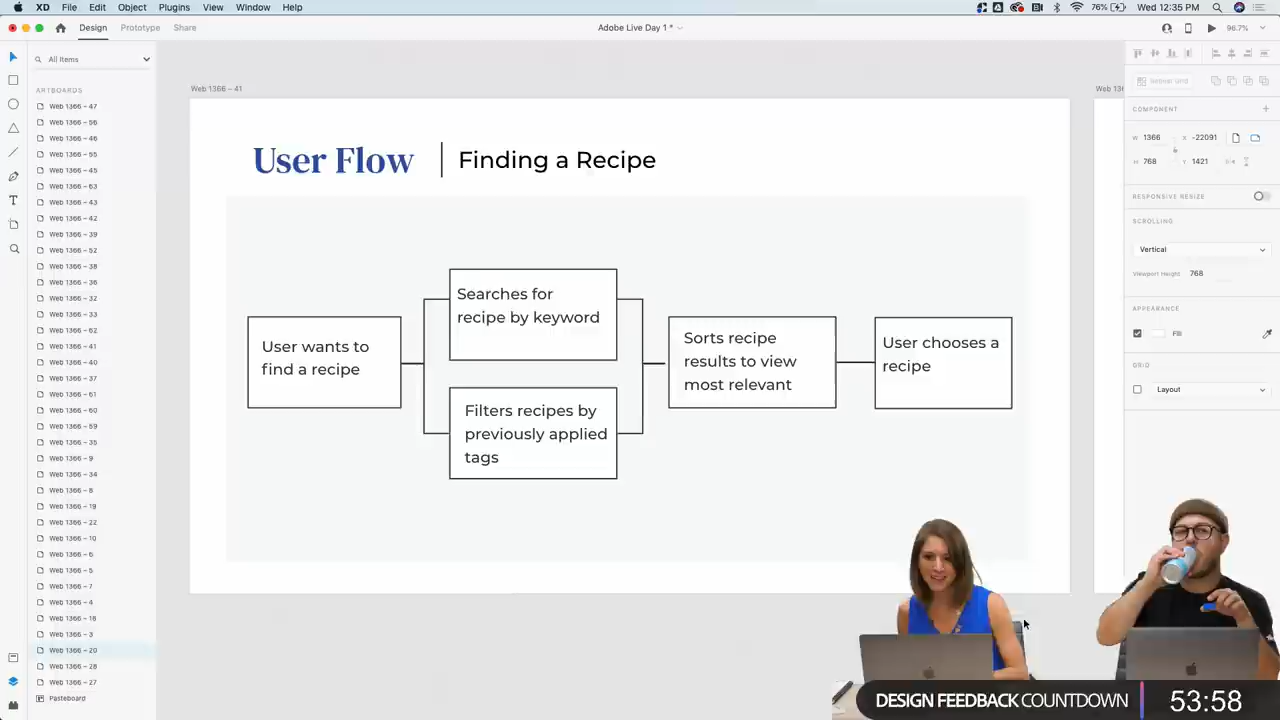 XD File Edit Object Plugins View Window Help
76% Wed 12:35 PM
Design Prototype Share
Adobe Live Day 1 *
96.7%
All Items
ARTBOARDS
Web 1366 – 47
Web 1366 – 56
Web 1366 – 46
Web 1366 – 55
Web 1366 – 45
Web 1366 – 63
Web 1366 – 43
Web 1366 – 42
Web 1366 – 39
Web 1366 – 52
Web 1366 – 38
Web 1366 – 36
Web 1366 – 32
Web 1366 – 33
Web 1366 – 62
Web 1366 – 41
Web 1366 – 40
Web 1366 – 37
Web 1366 – 61
Web 1366 – 60
Web 1366 – 59
Web 1366 – 35
Web 1366 – 9
Web 1366 – 34
Web 1366 – 8
Web 1366 – 19
Web 1366 – 22
Web 1366 – 10
Web 1366 – 6
Web 1366 – 5
Web 1366 – 7
Web 1366 – 4
Web 1366 – 16
Web 1366 – 3
Web 1366 – 20
Web 1366 – 28
Web 1366 – 27
Pasteboard
Web 1366 – 41
User Flow Finding a Recipe
User wants to
find a recipe
Searches for
recipe by keyword
Filters recipes by
previously applied
tags
Sorts recipe
results to view
most relevant
User chooses a
recipe
Repeat Grid
COMPONENT
W 1366 X -22091
H 768 Y 1421
RESPONSIVE RESIZE
SCROLLING
Vertical
Viewport Height 768
APPEARANCE
Fill
GRID
Layout
DESIGN FEEDBACK COUNTDOWN 53:58